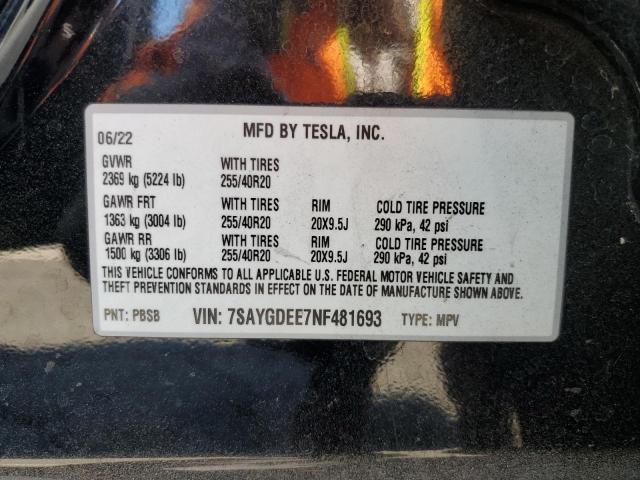 06/22 MFD BY TESLA, INC.
GVWR WITH TIRES
2369 kg (5224 lb) 255/40R20
GAWR FRT WITH TIRES RIM COLD TIRE PRESSURE
1363 kg (3004 lb) 255/40R20 20X9.5J 290 kPa, 42 psi
GAWR RR WITH TIRES RIM COLD TIRE PRESSURE
1500 kg (3306 lb) 255/40R20 20X9.5J 290 kPa, 42 psi
THIS VEHICLE CONFORMS TO ALL APPLICABLE U.S. FEDERAL MOTOR VEHICLE SAFETY AND
THEFT PREVENTION STANDARDS IN EFFECT ON THE DATE OF MANUFACTURE SHOWN ABOVE.
PNT: PBSB VIN: 7SAYGDEE7NF481693 TYPE: MPV